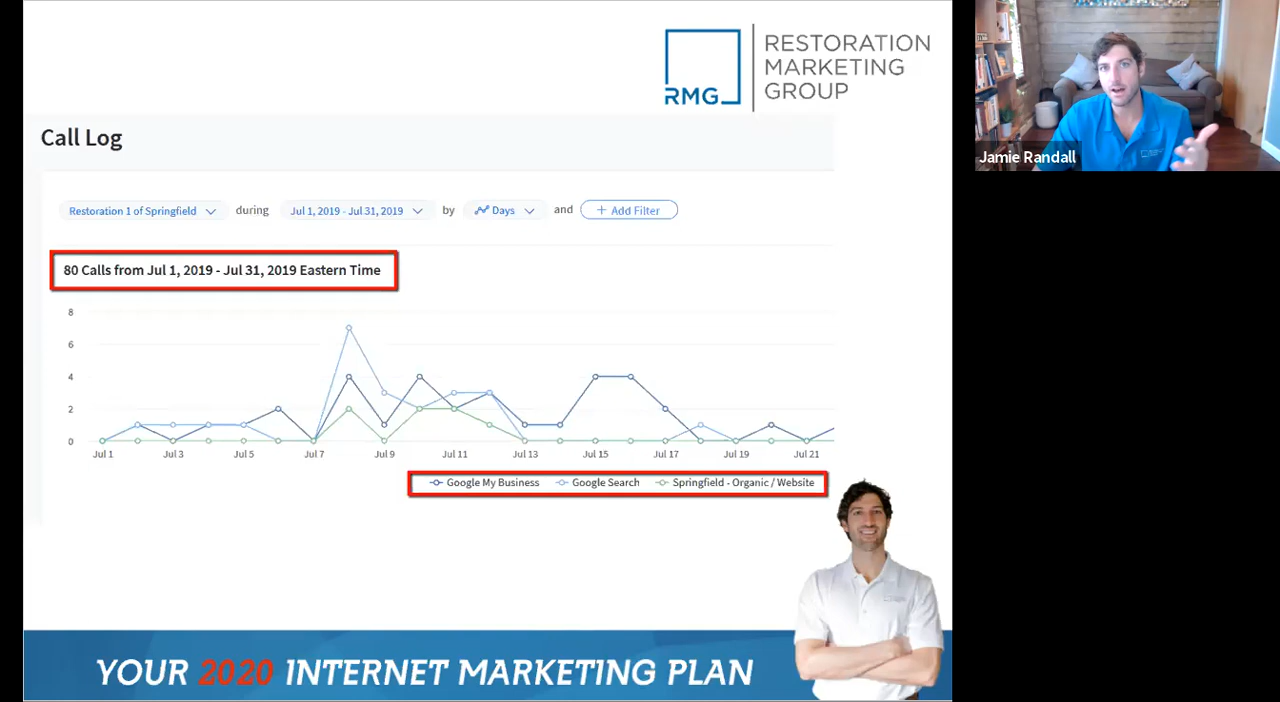 RMG
RESTORATION
MARKETING
GROUP
Jamie Randall
Call Log
Restoration 1 of Springfield during Jul 1, 2019 - Jul 31, 2019 by Days and + Add Filter
80 Calls from Jul 1, 2019 - Jul 31, 2019 Eastern Time
8
6
4
2
0
Jul 1 Jul 3 Jul 5 Jul 7 Jul 9 Jul 11 Jul 13 Jul 15 Jul 17 Jul 19 Jul 21
Google My Business Google Search Springfield - Organic / Website
YOUR 2020 INTERNET MARKETING PLAN